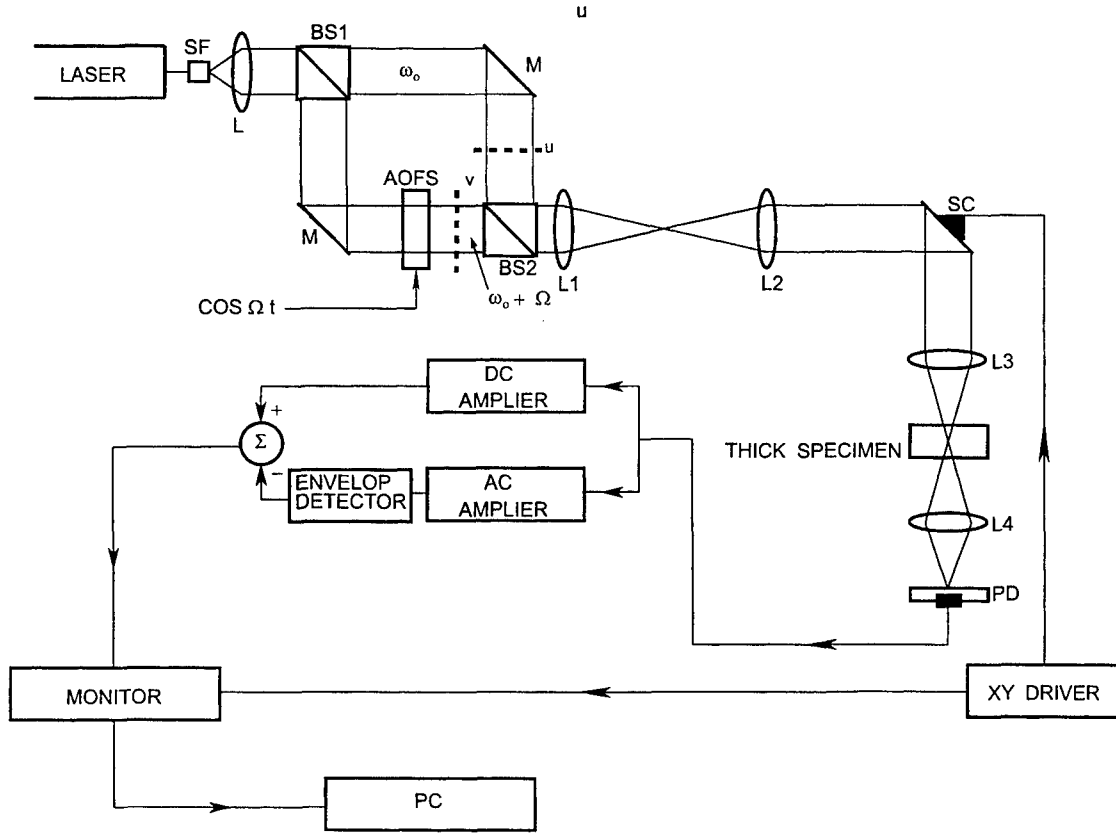 u
SF
BS1
LASER
ω₀
M
L
u
AOFS
v
SC
M
BS2
L1
L2
COS Ω t
ω₀ + Ω
DC
AMPLIER
L3
+
Σ
THICK SPECIMEN
−
ENVELOP
DETECTOR
AC
AMPLIER
L4
PD
MONITOR
XY DRIVER
PC